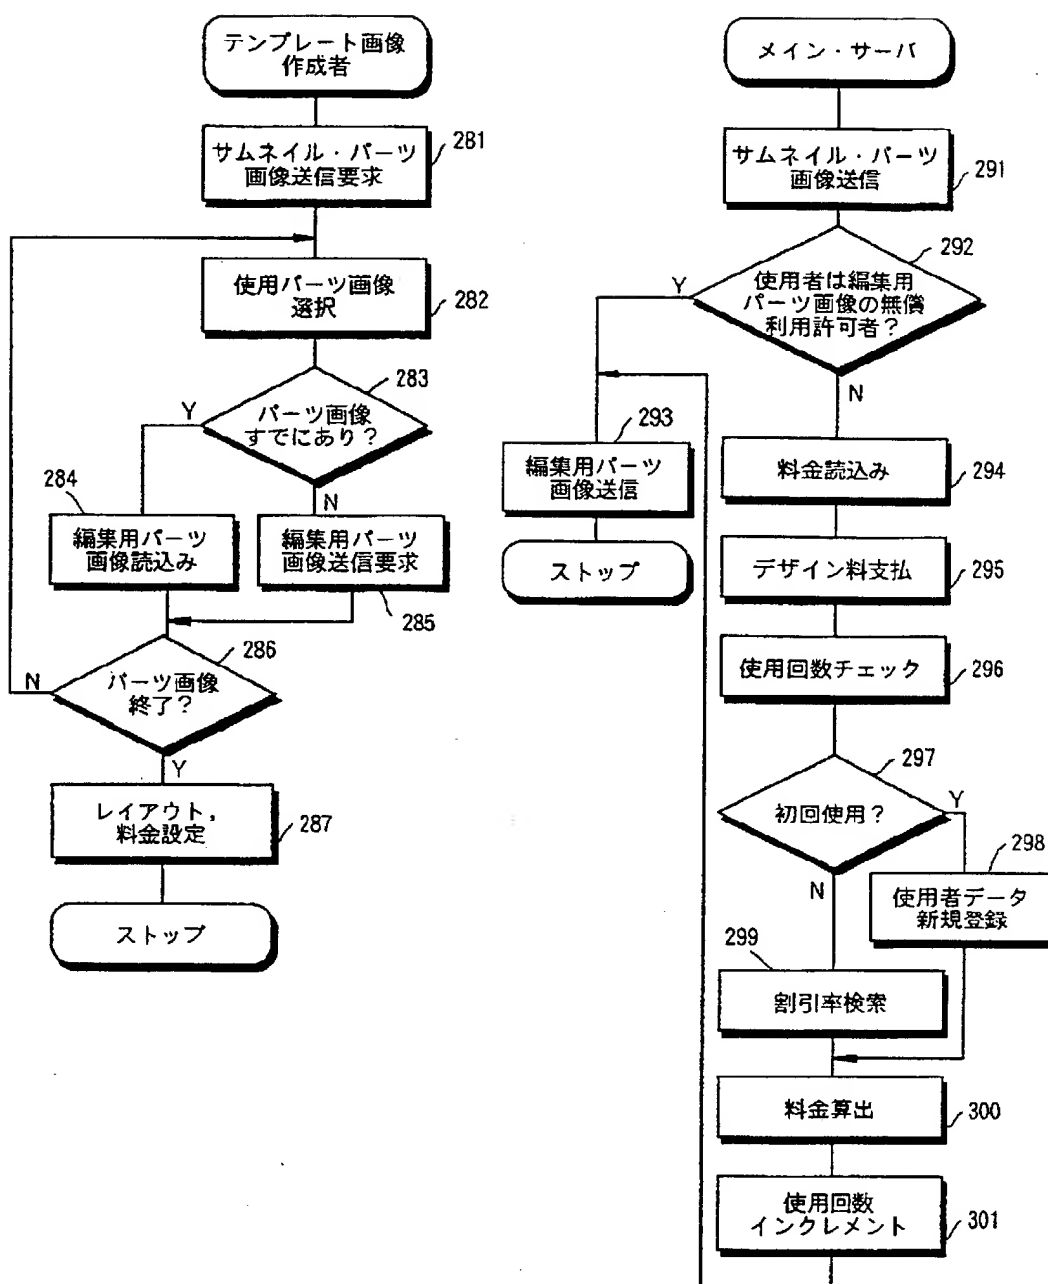 テンプレート画像
作成者
サムネイル・パーツ
画像送信要求
281
使用パーツ画像
選択
282
パーツ画像
すでにあり?
283
Y
N
編集用パーツ
画像読込み
284
編集用パーツ
画像送信要求
285
パーツ画像
終了?
286
N
Y
レイアウト,
料金設定
287
ストップ
メイン・サーバ
サムネイル・パーツ
画像送信
291
使用者は編集用
パーツ画像の無償
利用許可者?
292
Y
N
編集用パーツ
画像送信
293
ストップ
料金読込み
294
デザイン料支払
295
使用回数チェック
296
初回使用?
297
Y
N
使用者データ
新規登録
298
割引率検索
299
料金算出
300
使用回数
インクレメント
301